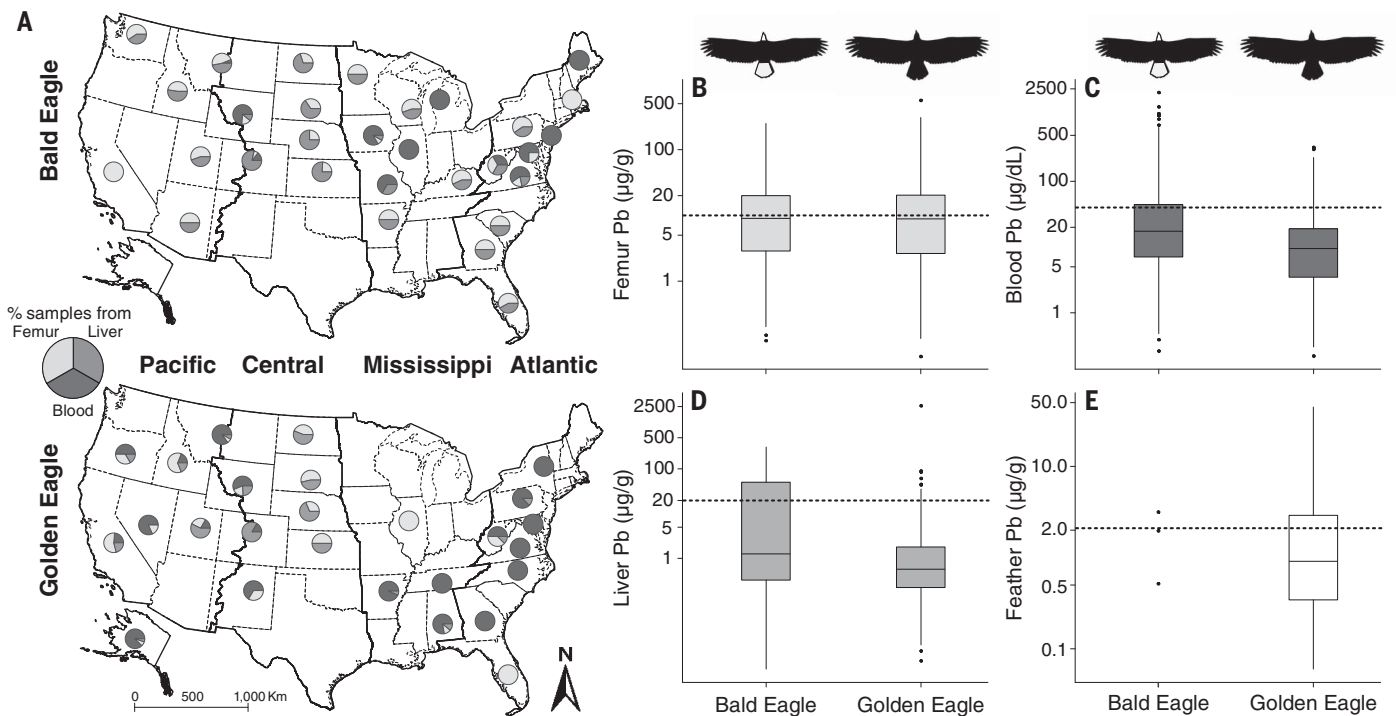 A
Bald Eagle
% samples from
Femur
Liver
Blood
Pacific
Central
Mississippi
Atlantic
Golden Eagle
0
500
1,000 Km
N
B
Femur Pb (µg/g)
500
100
20
5
1
C
Blood Pb (µg/dL)
2500
500
100
20
5
1
D
Liver Pb (µg/g)
2500
500
100
20
5
1
Bald Eagle
Golden Eagle
E
Feather Pb (µg/g)
50.0
10.0
2.0
0.5
0.1
Bald Eagle
Golden Eagle